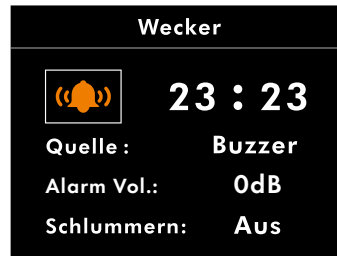 Wecker
23 : 23
Quelle : Buzzer
Alarm Vol.: 0dB
Schlummern: Aus